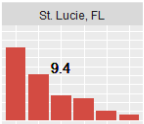 St. Lucie, FL
9.4